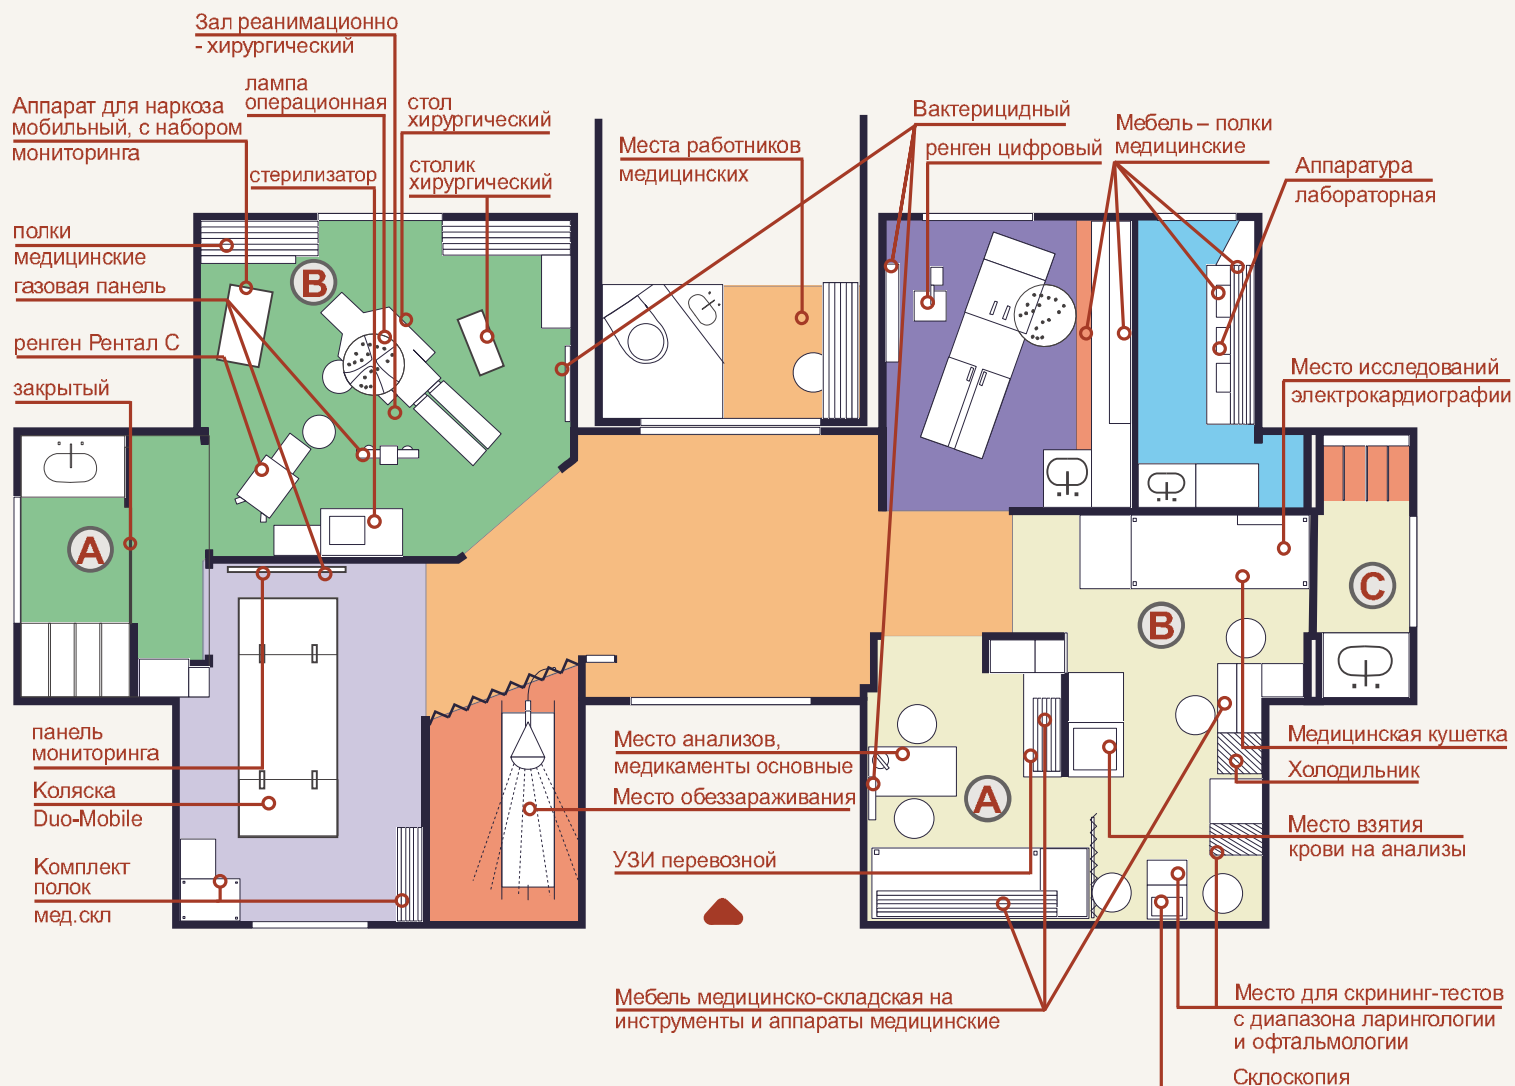 Зал реанимационно
- хирургический
лампа
операционная
Аппарат для наркоза
мобильный, с набором
мониторинга
стол
хирургический
стерилизатор
столик
хирургический
полки
медицинские
газовая панель
ренген Рентал С
закрытый
Места работников
медицинских
Вактерицидный
ренген цифровый
Мебель – полки
медицинские
Аппаратура
лабораторная
Место исследований
электрокардиографии
B
A
B
C
A
панель
мониторинга
Коляска
Duo-Mobile
Комплект
полок
мед.скл
Место анализов,
медикаменты основные
Место обеззараживания
УЗИ перевозной
Медицинская кушетка
Холодильник
Место взятия
крови на анализы
Мебель медицинско-складская на
инструменты и аппараты медицинские
Место для скрининг-тестов
с диапазона ларингологии
и офтальмологии
Склоскопия